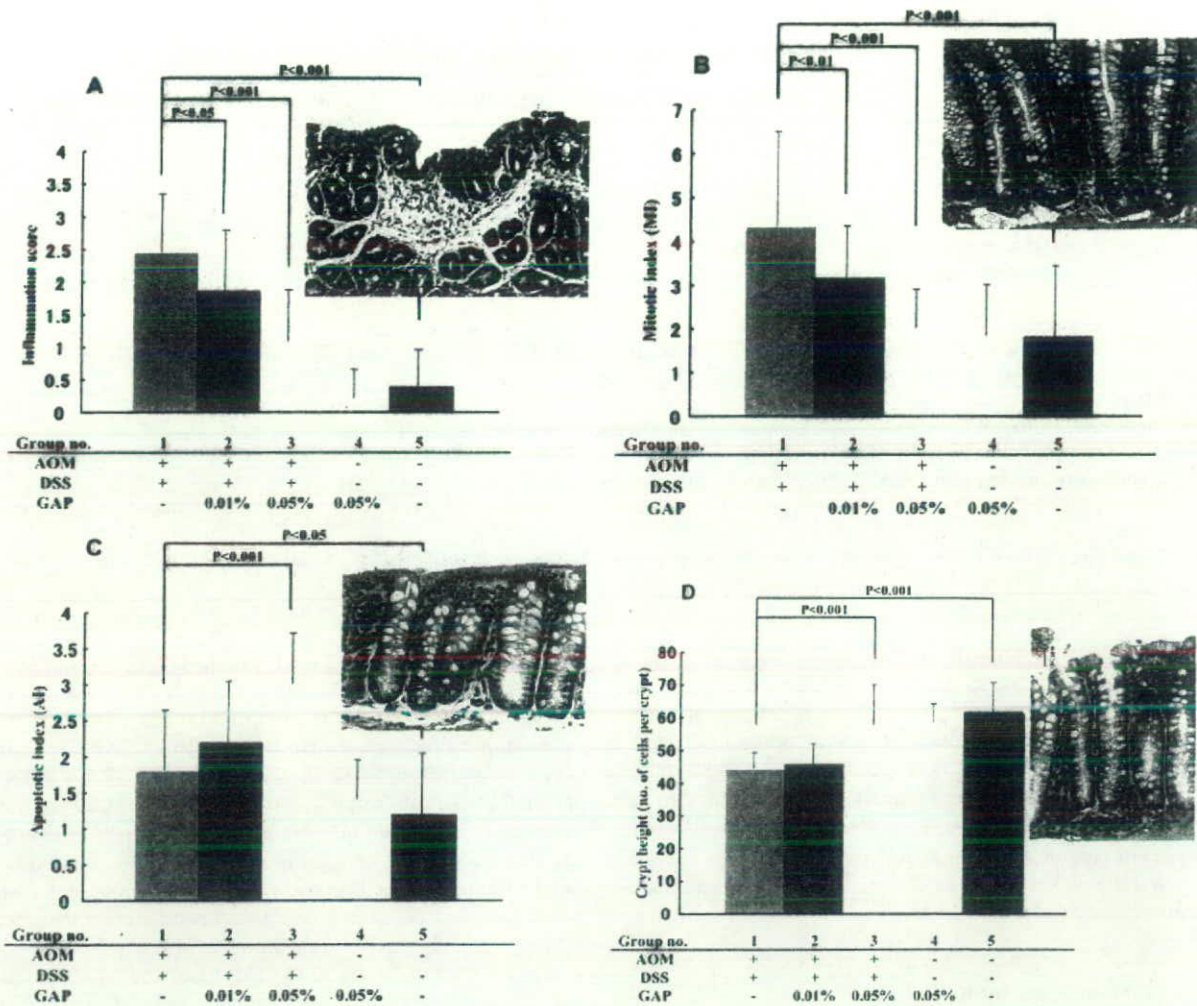 A
P<0.001
P<0.001
P<0.05
Inflammation score
4
3.5
3
2.5
2
1.5
1
0.5
0
Group no. 1 2 3 4 5
AOM + + + - -
DSS + + + - -
GAP 0.01% 0.05% 0.05% -
B
P<0.001
P<0.001
P<0.01
Mitotic index (MI)
7
6
5
4
3
2
1
0
Group no. 1 2 3 4 5
AOM + + + - -
DSS + + + - -
GAP - 0.01% 0.05% 0.05% -
C
P<0.05
P<0.001
Apoptotic index (AI)
4
3.5
3
2.5
2
1.5
1
0.5
0
Group no. 1 2 3 4 5
AOM + + + - -
DSS + + + - -
GAP - 0.01% 0.05% 0.05% -
D
P<0.001
P<0.001
Crypt height (no. of cells per crypt)
80
70
60
50
40
30
20
10
0
Group no. 1 2 3 4 5
AOM + + + - -
DSS + + + - -
GAP - 0.01% 0.05% 0.05% -